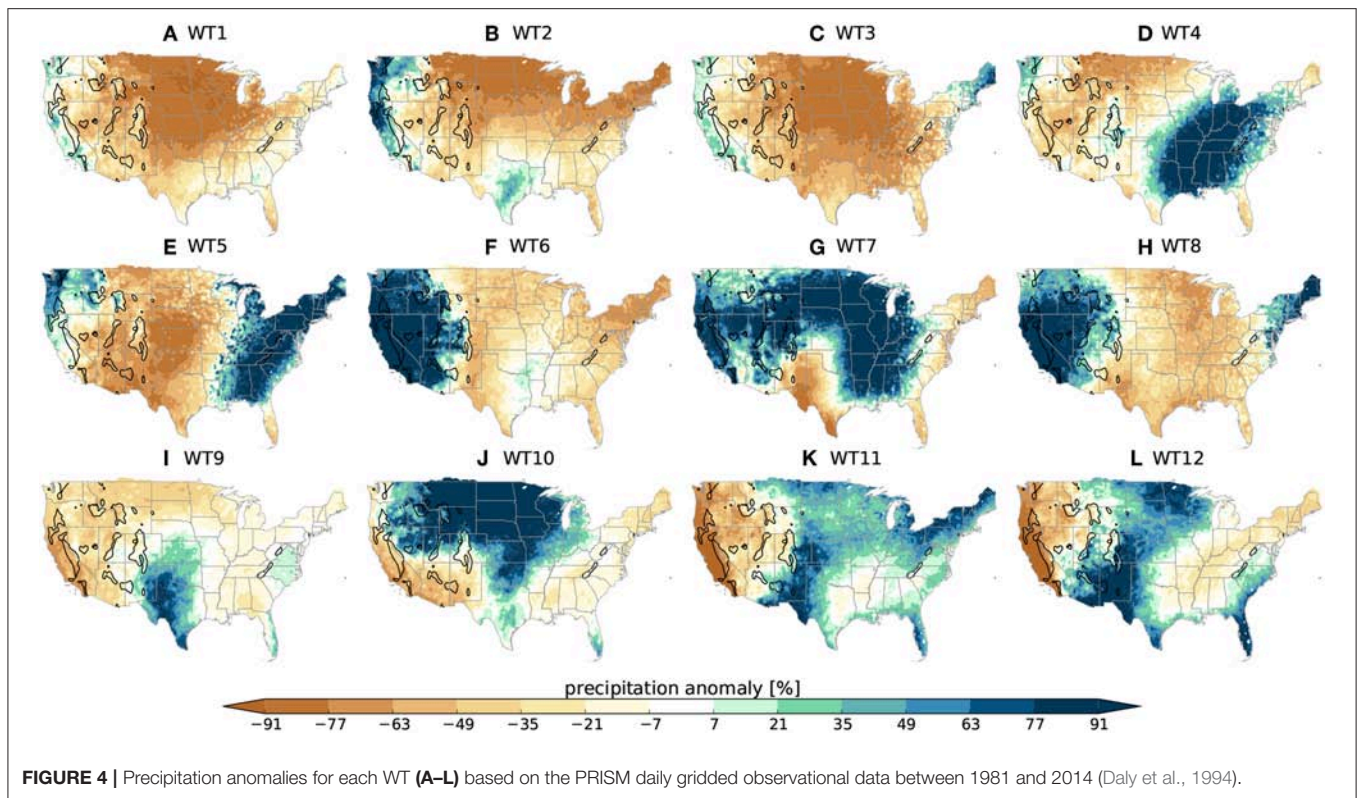 A WT1
B WT2
C WT3
D WT4
E WT5
F WT6
G WT7
H WT8
I WT9
J WT10
K WT11
L WT12
precipitation anomaly [%]
−91 −77 −63 −49 −35 −21 −7 7 21 35 49 63 77 91
FIGURE 4 | Precipitation anomalies for each WT (A–L) based on the PRISM daily gridded observational data between 1981 and 2014 (Daly et al., 1994).